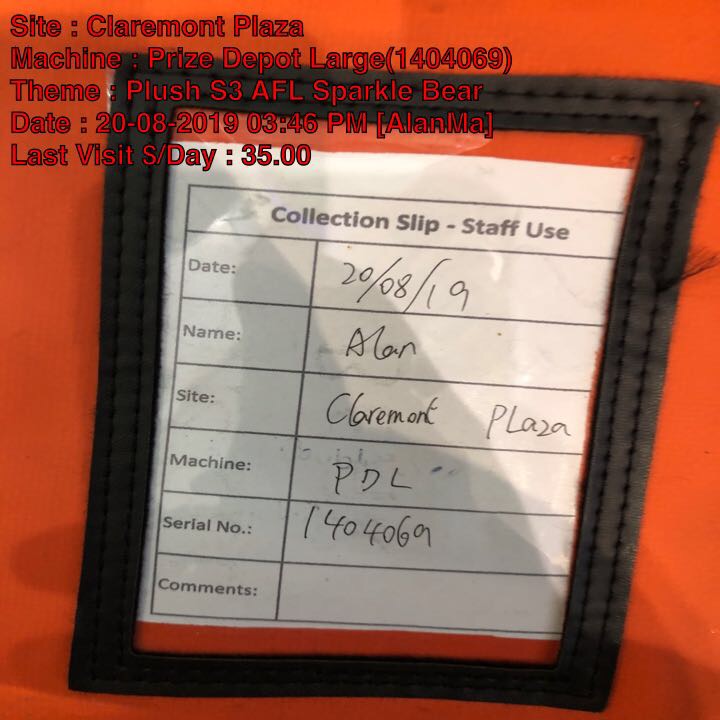 Site : Claremont Plaza
Machine : Prize Depot Large(1404069)
Theme : Plush S3 AFL Sparkle Bear
Date : 20-08-2019 03:46 PM [AlanMa]
Last Visit S/Day : 35.00
Collection Slip - Staff Use
Date: 20/08/19
Name: Alan
Site: Claremont Plaza
Machine: PDL
Serial No.: 1404069
Comments: